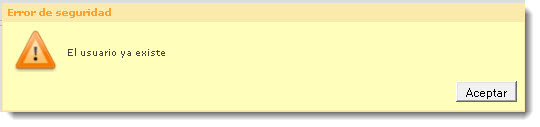 Error de seguridad
El usuario ya existe
Aceptar